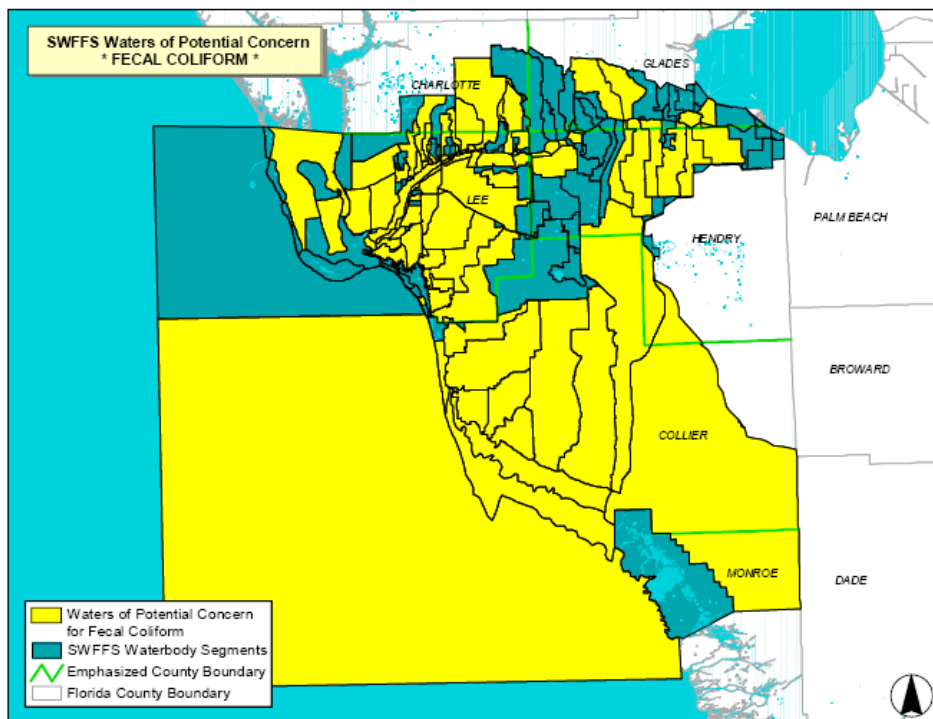 SWFFS Waters of Potential Concern
* FECAL COLIFORM *
GLADES
CHARLOTTE
LEE
PALM BEACH
HENDRY
BROWARD
COLLIER
MONROE
DADE
Waters of Potential Concern
for Fecal Coliform
SWFFS Waterbody Segments
Emphasized County Boundary
Florida County Boundary